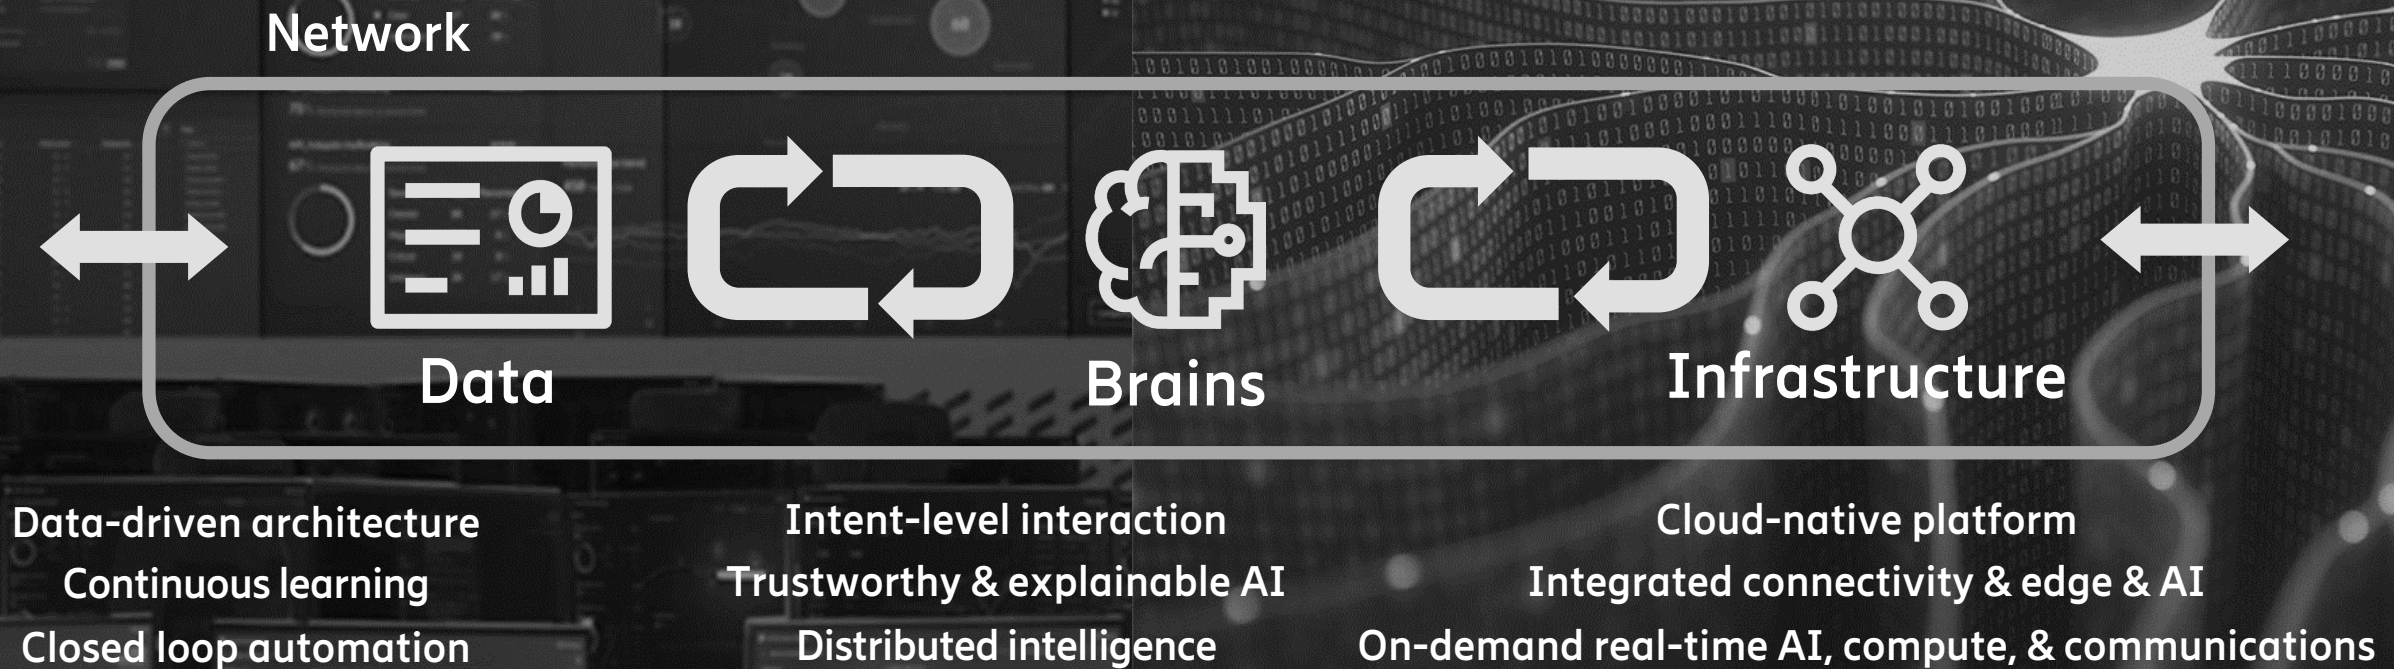 Network
Data
Brains
Infrastructure
Data-driven architecture
Continuous learning
Closed loop automation
Intent-level interaction
Trustworthy & explainable AI
Distributed intelligence
Cloud-native platform
Integrated connectivity & edge & AI
On-demand real-time AI, compute, & communications